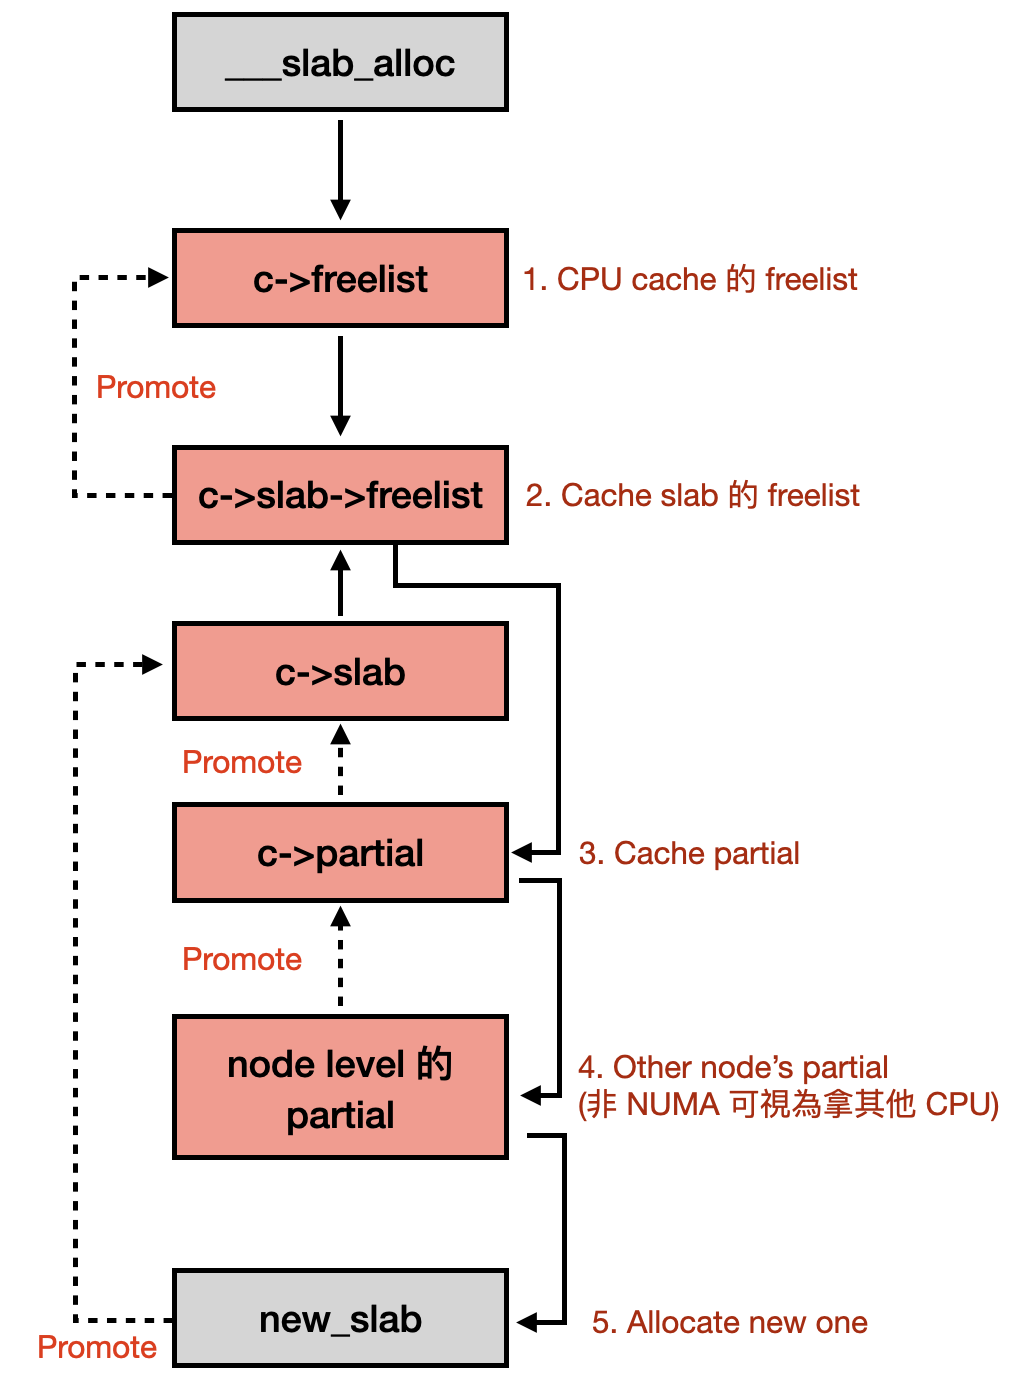 ___slab_alloc
c->freelist
1. CPU cache 的 freelist
Promote
c->slab->freelist
2. Cache slab 的 freelist
c->slab
Promote
c->partial
3. Cache partial
Promote
node level 的
partial
4. Other node’s partial
(非 NUMA 可視為拿其他 CPU)
new_slab
5. Allocate new one
Promote